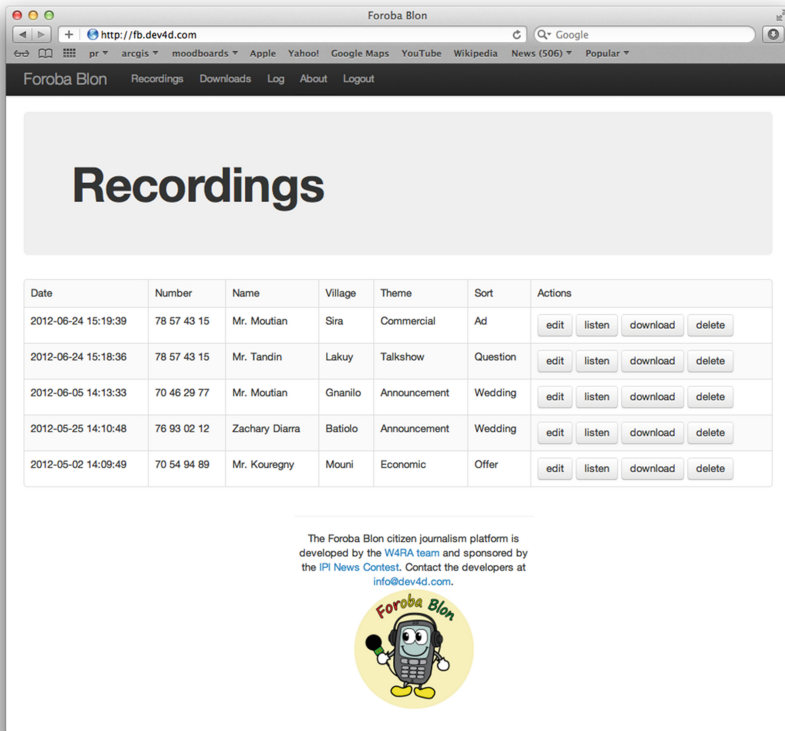 Foroba Blon
http://fb.dev4d.com
Google
pr arcgis moodboards Apple Yahoo! Google Maps YouTube Wikipedia News (506) Popular
Foroba Blon Recordings Downloads Log About Logout
Recordings
Date Number Name Village Theme Sort Actions
2012-06-24 15:19:39 78 57 43 15 Mr. Moutian Sira Commercial Ad edit listen download delete
2012-06-24 15:18:36 78 57 43 15 Mr. Tandin Lakuy Talkshow Question edit listen download delete
2012-06-05 14:13:33 70 46 29 77 Mr. Moutian Gnanilo Announcement Wedding edit listen download delete
2012-05-25 14:10:48 76 93 02 12 Zachary Diarra Batiolo Announcement Wedding edit listen download delete
2012-05-02 14:09:49 70 54 94 89 Mr. Kouregny Mouni Economic Offer edit listen download delete
The Foroba Blon citizen journalism platform is
developed by the W4RA team and sponsored by
the IPI News Contest. Contact the developers at
info@dev4d.com.
Foroba Blon